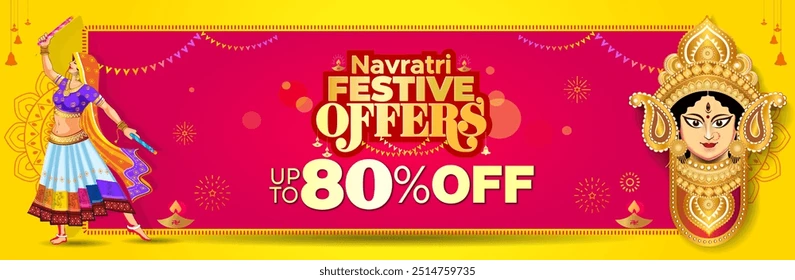 Navratri
FESTIVE
OFFERS
UP TO 80% OFF
shutterstock.com · 2514759735